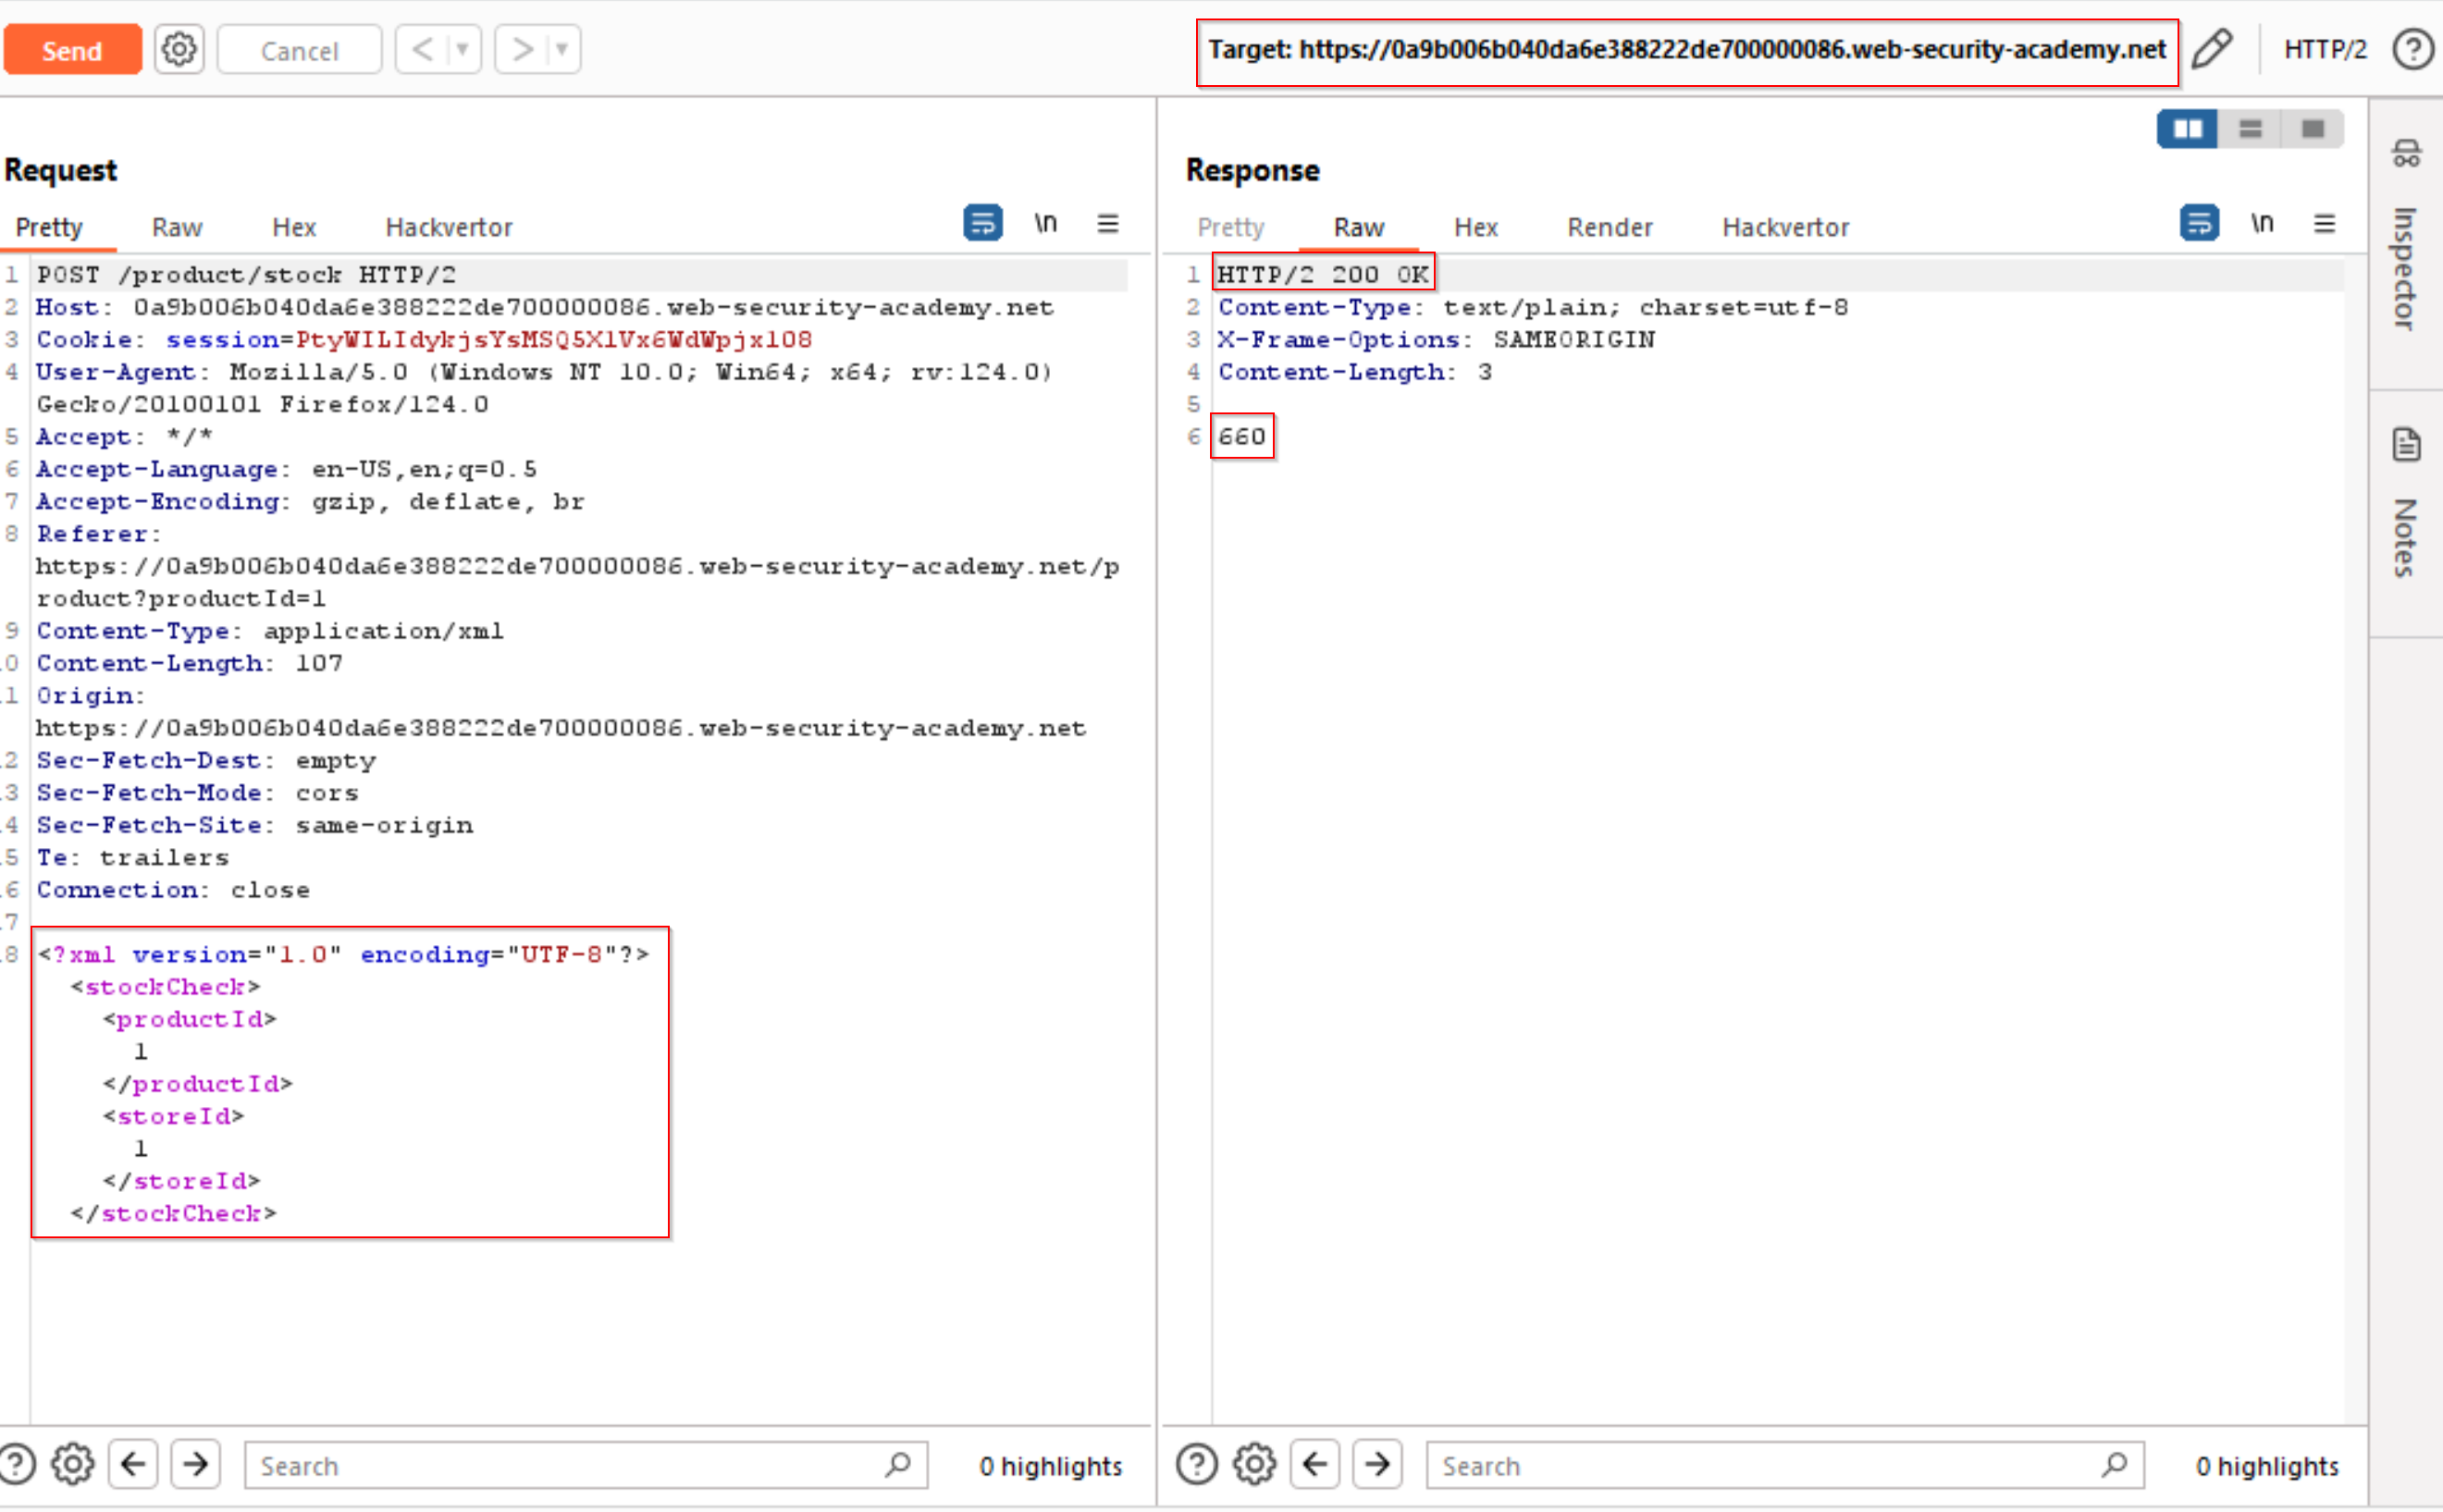 Send
Cancel
Target: https://0a9b006b040da6e388222de700000086.web-security-academy.net
HTTP/2
Request
Pretty
Raw
Hex
Hackvertor
\n
1 POST /product/stock HTTP/2
2 Host: 0a9b006b040da6e388222de700000086.web-security-academy.net
3 Cookie: session=PtyWILIdykjsYsMSQ5XlVx6WdWpjxl08
4 User-Agent: Mozilla/5.0 (Windows NT 10.0; Win64; x64; rv:124.0)
Gecko/20100101 Firefox/124.0
5 Accept: */*
6 Accept-Language: en-US,en;q=0.5
7 Accept-Encoding: gzip, deflate, br
8 Referer:
https://0a9b006b040da6e388222de700000086.web-security-academy.net/p
roduct?productId=1
9 Content-Type: application/xml
0 Content-Length: 107
1 Origin:
https://0a9b006b040da6e388222de700000086.web-security-academy.net
2 Sec-Fetch-Dest: empty
3 Sec-Fetch-Mode: cors
4 Sec-Fetch-Site: same-origin
5 Te: trailers
6 Connection: close
7
8 <?xml version="1.0" encoding="UTF-8"?>
<stockCheck>
<productId>
1
</productId>
<storeId>
1
</storeId>
</stockCheck>
Search
0 highlights
Response
Pretty
Raw
Hex
Render
Hackvertor
\n
1 HTTP/2 200 OK
2 Content-Type: text/plain; charset=utf-8
3 X-Frame-Options: SAMEORIGIN
4 Content-Length: 3
5
6 660
Search
0 highlights
Inspector
Notes